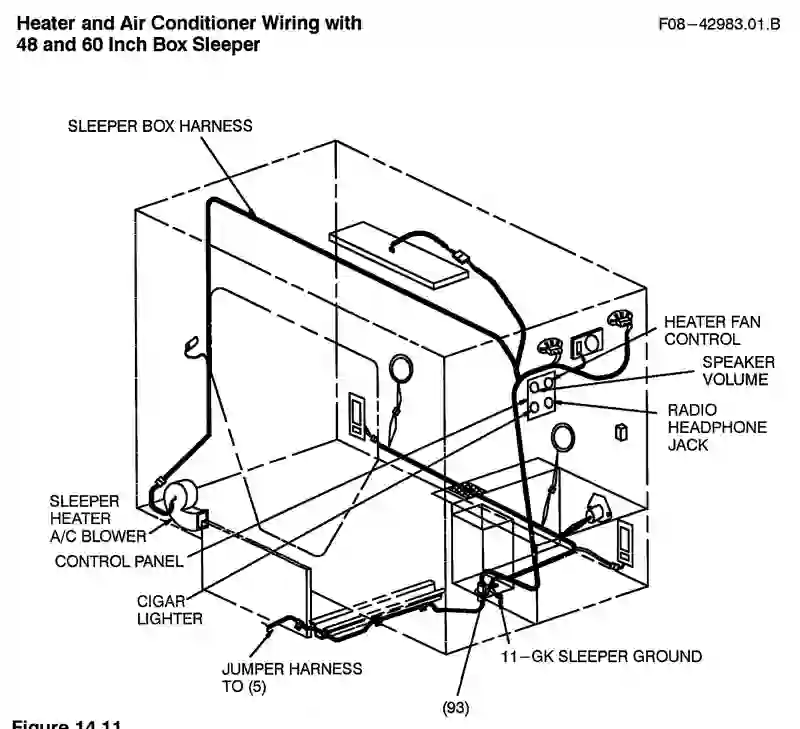 Heater and Air Conditioner Wiring with
48 and 60 Inch Box Sleeper
F08-42983.01.B
SLEEPER BOX HARNESS
HEATER FAN
CONTROL
SPEAKER
VOLUME
RADIO
HEADPHONE
JACK
SLEEPER
HEATER
A/C BLOWER
CONTROL PANEL
CIGAR
LIGHTER
JUMPER HARNESS
TO (5)
11-GK SLEEPER GROUND
(93)
Figure 14.11